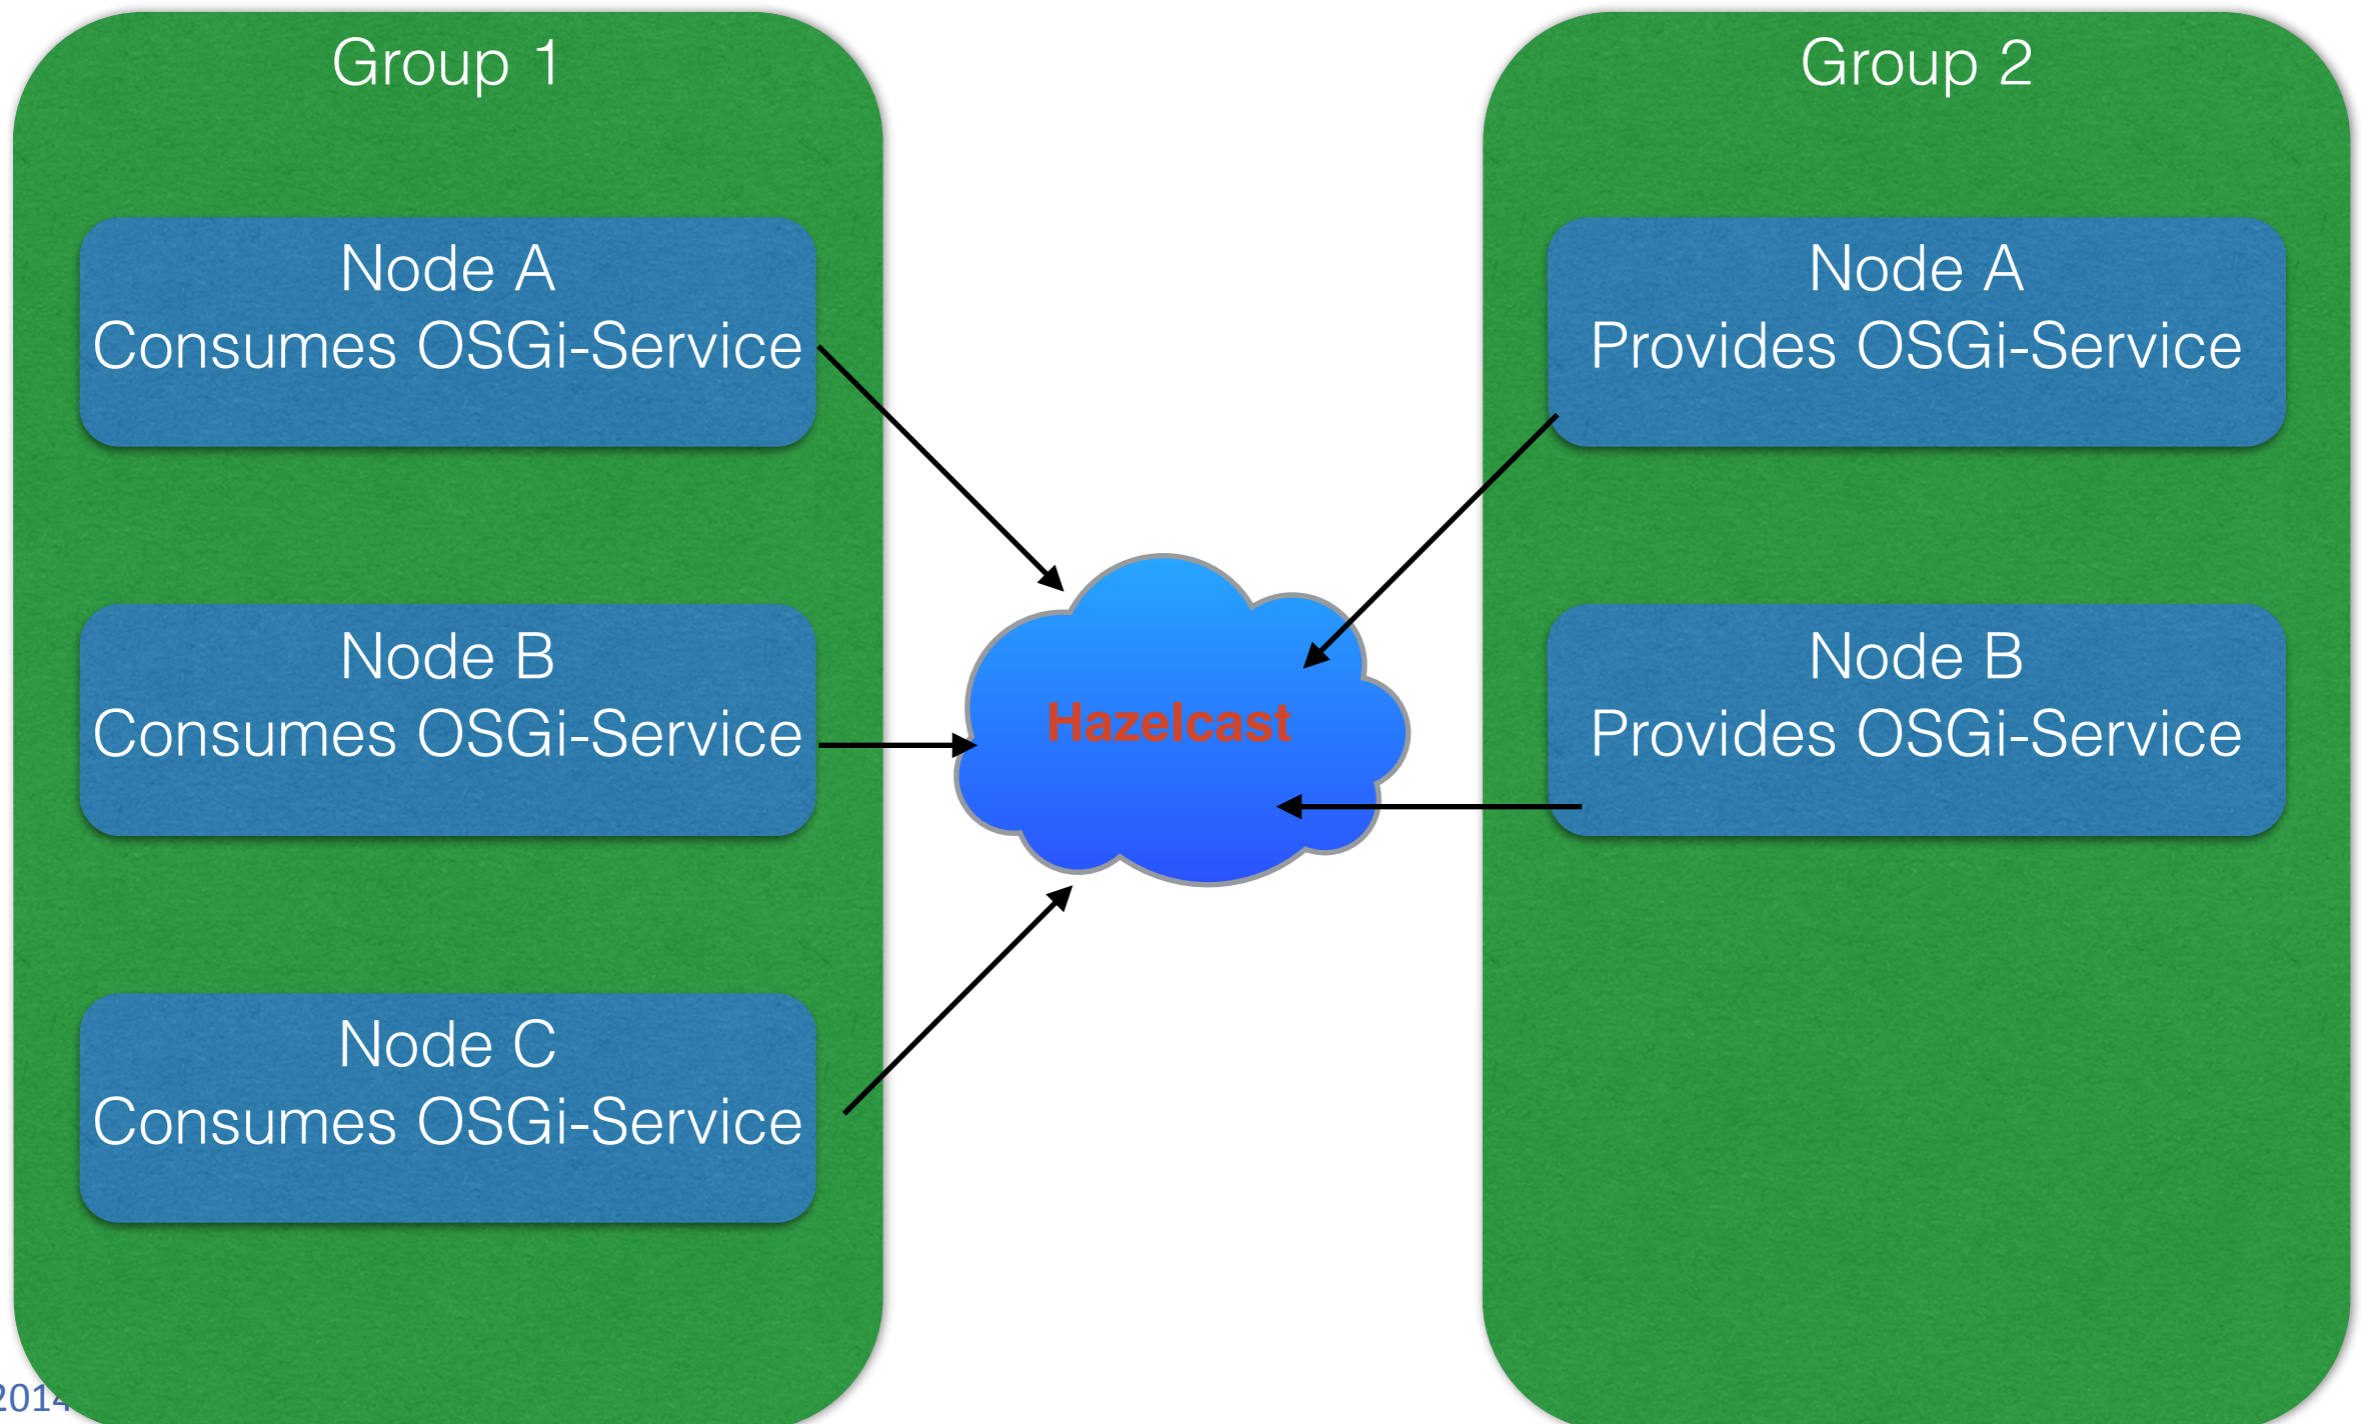 Group 1
Node A
Consumes OSGi-Service
Node B
Consumes OSGi-Service
Node C
Consumes OSGi-Service
Hazelcast
Group 2
Node A
Provides OSGi-Service
Node B
Provides OSGi-Service
2014